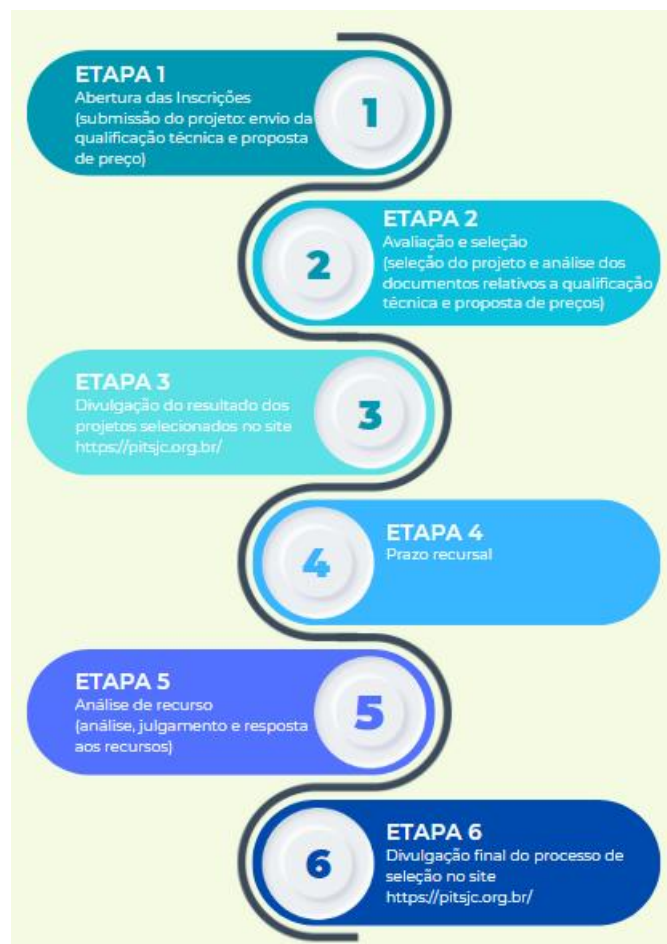 ETAPA 1
Abertura das Inscrições
(submissão do projeto: envio da
qualificação técnica e proposta
de preço)
1
ETAPA 2
Avaliação e seleção
(seleção do projeto e análise dos
documentos relativos a qualificação
técnica e proposta de preços)
2
ETAPA 3
Divulgação do resultado dos
projetos selecionados no site
https://pitsjc.org.br/
3
ETAPA 4
Prazo recursal
4
ETAPA 5
Análise de recurso
(análise, julgamento e resposta
aos recursos)
5
ETAPA 6
Divulgação final do processo de
seleção no site
https://pitsjc.org.br/
6